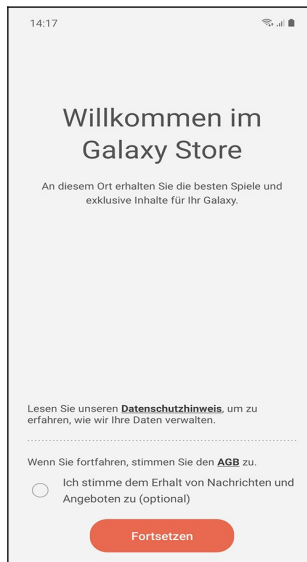 14:17
Willkommen im
Galaxy Store
An diesem Ort erhalten Sie die besten Spiele und
exklusive Inhalte für Ihr Galaxy.
Lesen Sie unseren Datenschutzhinweis, um zu
erfahren, wie wir Ihre Daten verwalten.
Wenn Sie fortfahren, stimmen Sie den AGB zu.
Ich stimme dem Erhalt von Nachrichten und
Angeboten zu (optional)
Fortsetzen